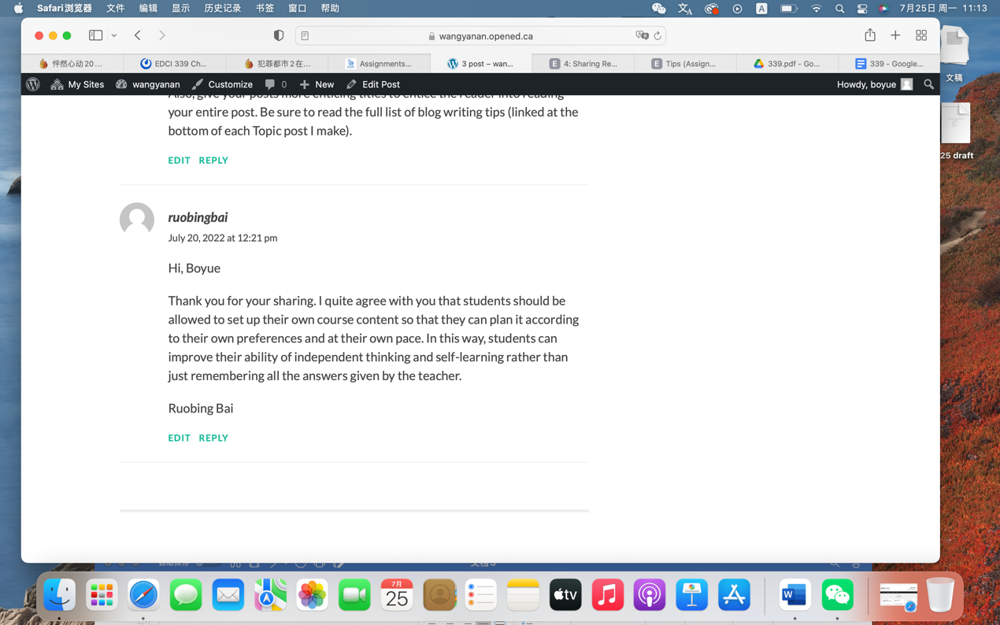 Safari浏览器 文件 编辑 显示 历史记录 书签 窗口 帮助 A 7月25日 周一 11:13
wangyanan.opened.ca
怦然心动20... EDCI 339 Ch... 犯罪都市2在... Assignments... 3 post – wan... E 4: Sharing Re... E Tips (Assign... 339.pdf - Go... 339 - Google...
My Sites wangyanan Customize 0 New Edit Post Howdy, boyue
文稿
Also, give your posts more enticing titles to entice the reader into reading
your entire post. Be sure to read the full list of blog writing tips (linked at the
bottom of each Topic post I make).
25 draft
EDIT REPLY
ruobingbai
July 20, 2022 at 12:21 pm
Hi, Boyue
Thank you for your sharing. I quite agree with you that students should be
allowed to set up their own course content so that they can plan it according
to their own preferences and at their own pace. In this way, students can
improve their ability of independent thinking and self-learning rather than
just remembering all the answers given by the teacher.
Ruobing Bai
EDIT REPLY
7月
25
tv
W